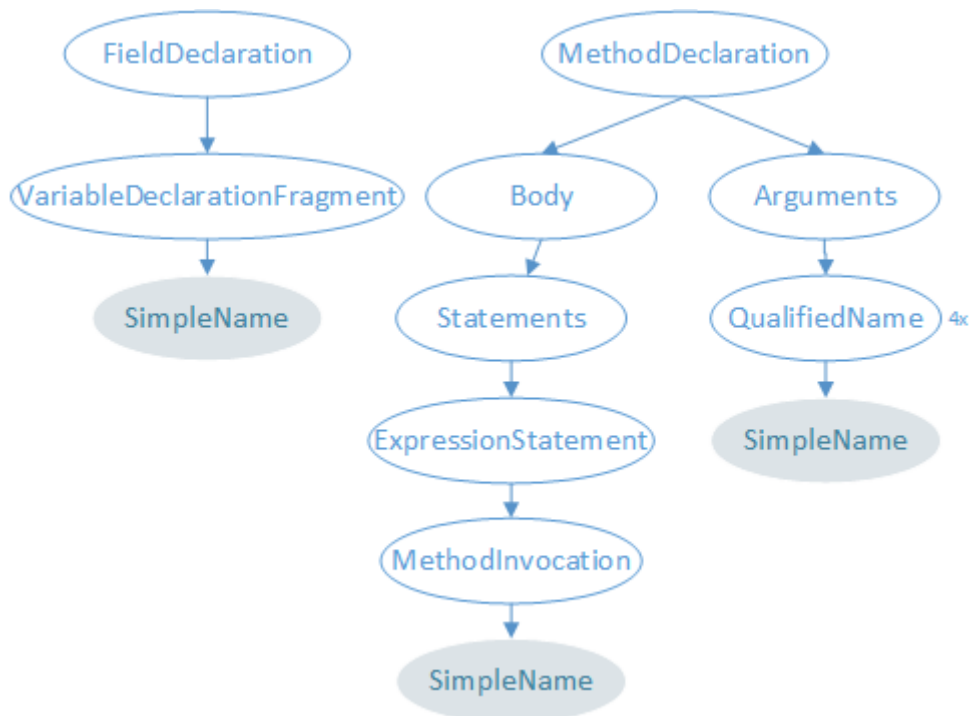 FieldDeclaration
MethodDeclaration
VariableDeclarationFragment
Body
Arguments
SimpleName
Statements
QualifiedName 4x
ExpressionStatement
SimpleName
MethodInvocation
SimpleName